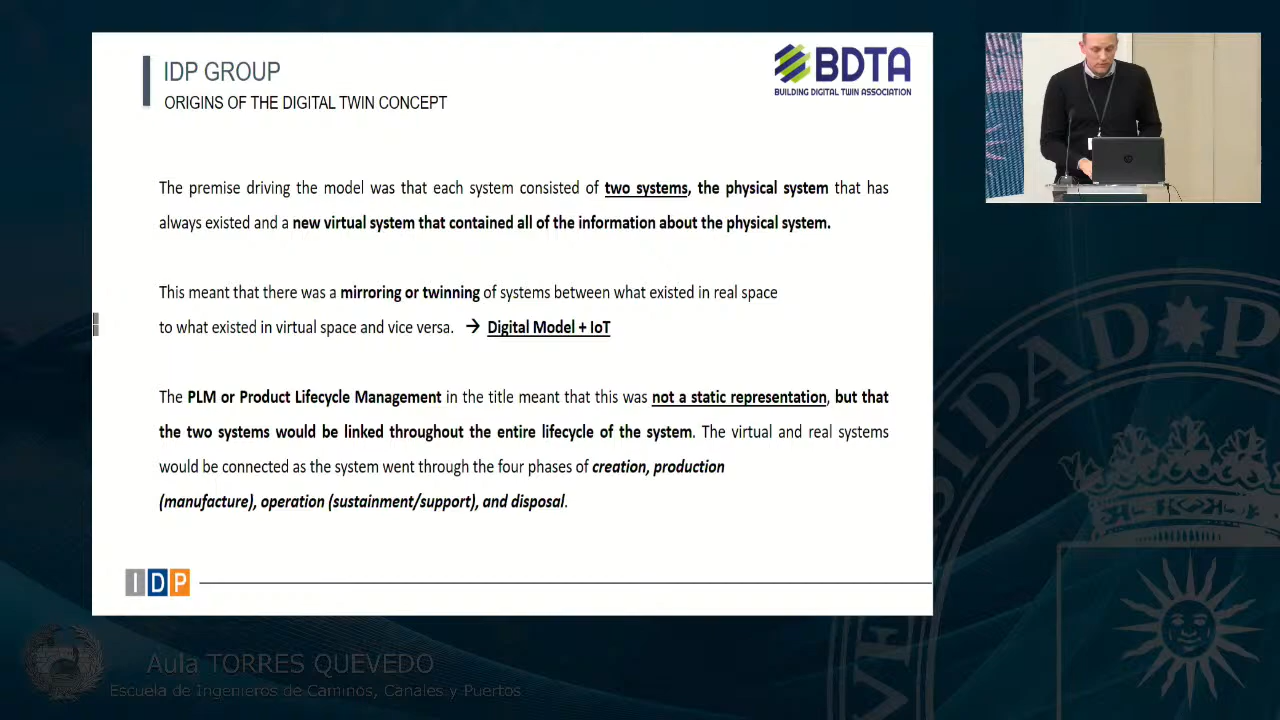 IDP GROUP
ORIGINS OF THE DIGITAL TWIN CONCEPT
BDTA
BUILDING DIGITAL TWIN ASSOCIATION
The premise driving the model was that each system consisted of two systems, the physical system that has
always existed and a new virtual system that contained all of the information about the physical system.
This meant that there was a mirroring or twinning of systems between what existed in real space
to what existed in virtual space and vice versa. → Digital Model + IoT
The PLM or Product Lifecycle Management in the title meant that this was not a static representation, but that
the two systems would be linked throughout the entire lifecycle of the system. The virtual and real systems
would be connected as the system went through the four phases of creation, production
(manufacture), operation (sustainment/support), and disposal.
IDP
Aula TORRES QUEVEDO
Escuela de Ingenieros de Caminos, Canales y Puertos
VERSIDAD P